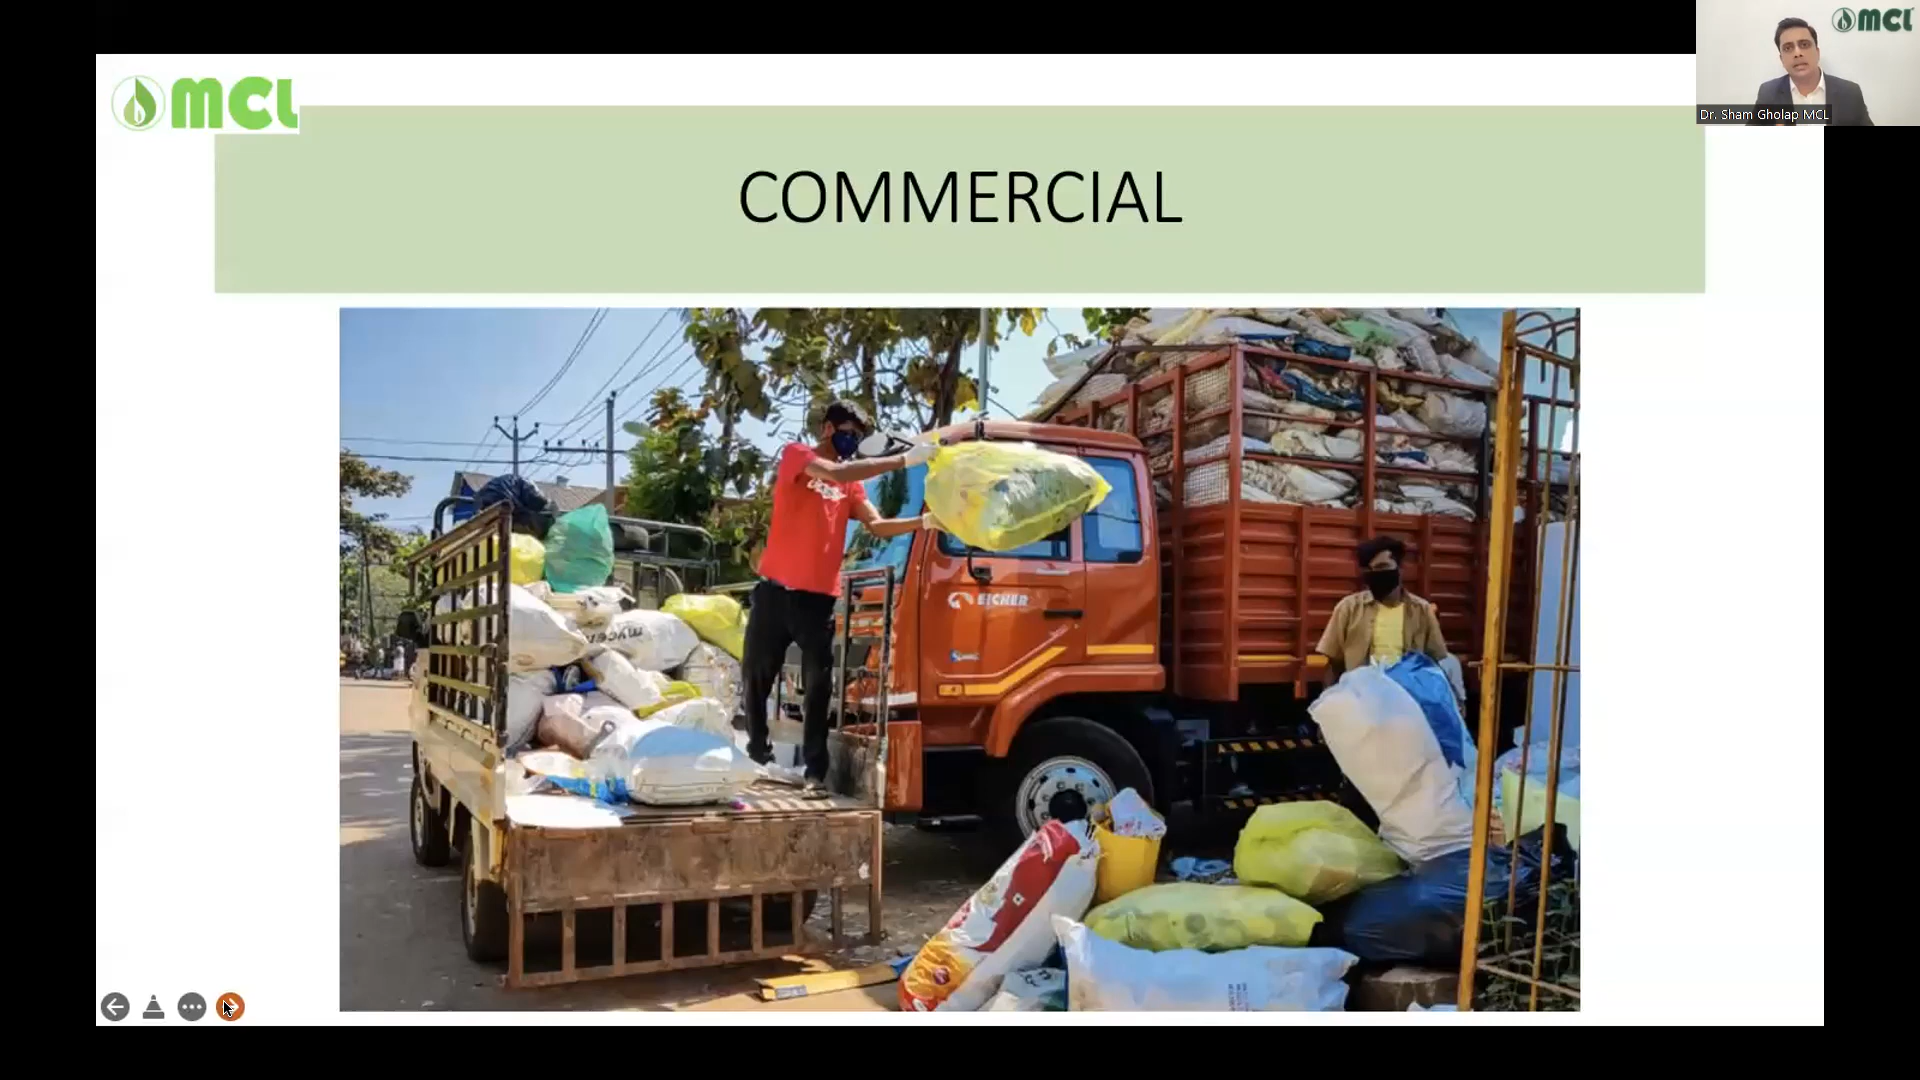 MCL
MCL
Dr. Sham Gholap MCL
COMMERCIAL
EICHER